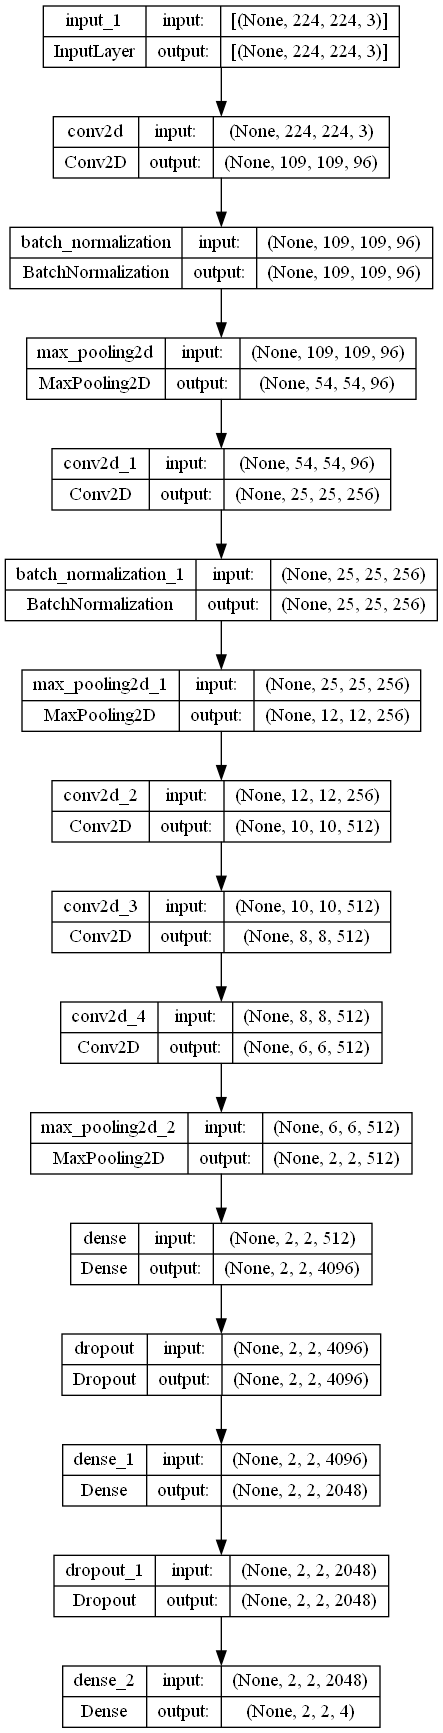 input_1 input: [(None, 224, 224, 3)]
InputLayer output: [(None, 224, 224, 3)]
conv2d input: (None, 224, 224, 3)
Conv2D output: (None, 109, 109, 96)
batch_normalization input: (None, 109, 109, 96)
BatchNormalization output: (None, 109, 109, 96)
max_pooling2d input: (None, 109, 109, 96)
MaxPooling2D output: (None, 54, 54, 96)
conv2d_1 input: (None, 54, 54, 96)
Conv2D output: (None, 25, 25, 256)
batch_normalization_1 input: (None, 25, 25, 256)
BatchNormalization output: (None, 25, 25, 256)
max_pooling2d_1 input: (None, 25, 25, 256)
MaxPooling2D output: (None, 12, 12, 256)
conv2d_2 input: (None, 12, 12, 256)
Conv2D output: (None, 10, 10, 512)
conv2d_3 input: (None, 10, 10, 512)
Conv2D output: (None, 8, 8, 512)
conv2d_4 input: (None, 8, 8, 512)
Conv2D output: (None, 6, 6, 512)
max_pooling2d_2 input: (None, 6, 6, 512)
MaxPooling2D output: (None, 2, 2, 512)
dense input: (None, 2, 2, 512)
Dense output: (None, 2, 2, 4096)
dropout input: (None, 2, 2, 4096)
Dropout output: (None, 2, 2, 4096)
dense_1 input: (None, 2, 2, 4096)
Dense output: (None, 2, 2, 2048)
dropout_1 input: (None, 2, 2, 2048)
Dropout output: (None, 2, 2, 2048)
dense_2 input: (None, 2, 2, 2048)
Dense output: (None, 2, 2, 4)